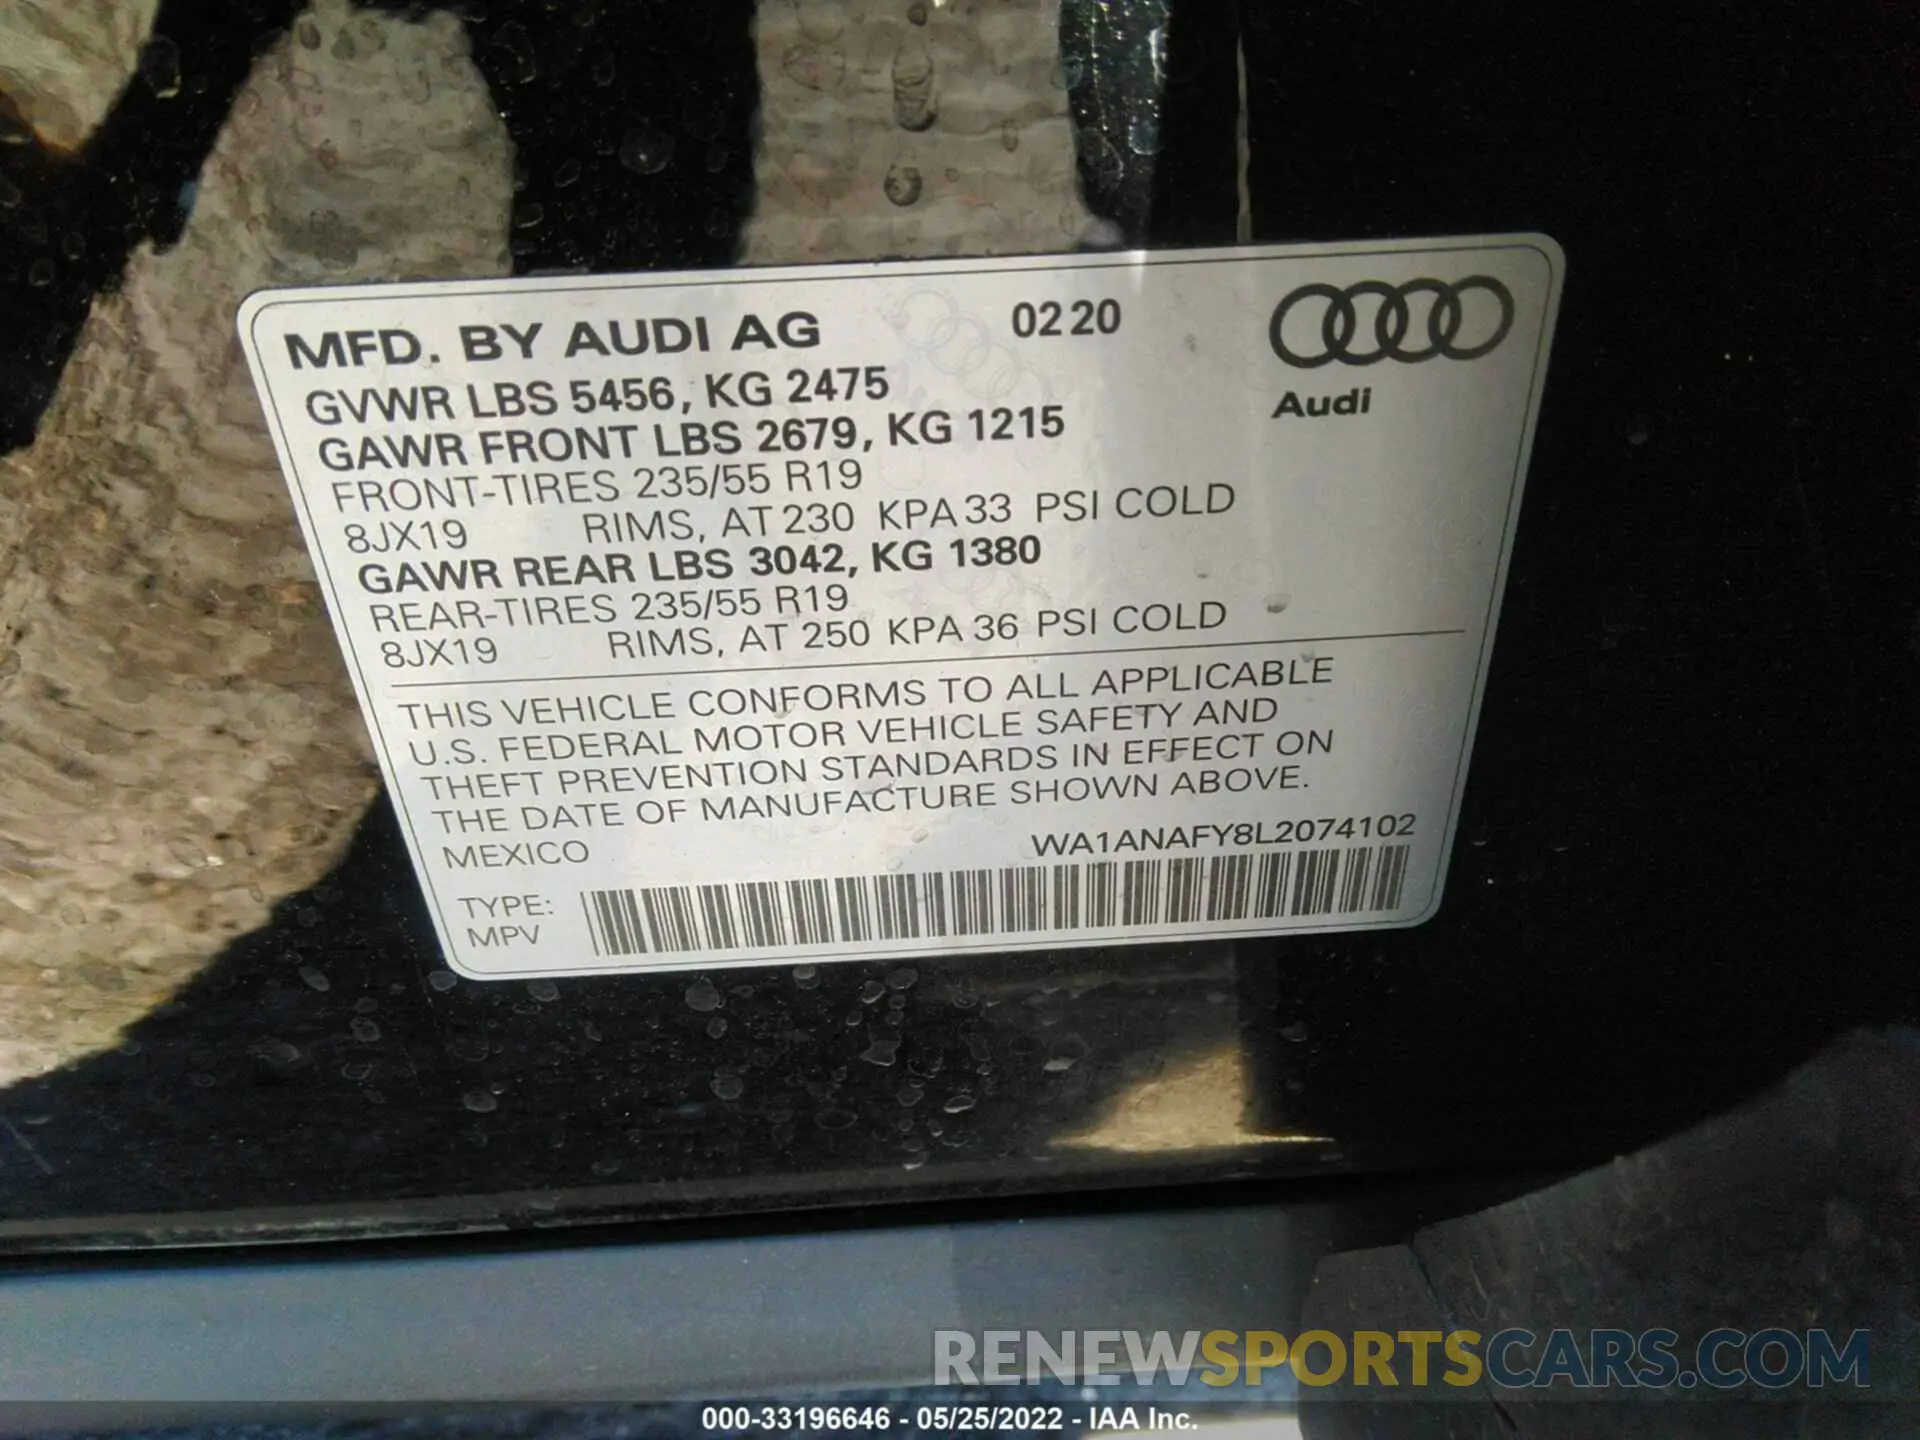 MFD. BY AUDI AG 0220
GVWR LBS 5456, KG 2475
GAWR FRONT LBS 2679, KG 1215
FRONT-TIRES 235/55 R19
8JX19 RIMS, AT 230 KPA 33 PSI COLD
GAWR REAR LBS 3042, KG 1380
REAR-TIRES 235/55 R19
8JX19 RIMS, AT 250 KPA 36 PSI COLD
Audi
THIS VEHICLE CONFORMS TO ALL APPLICABLE
U.S. FEDERAL MOTOR VEHICLE SAFETY AND
THEFT PREVENTION STANDARDS IN EFFECT ON
THE DATE OF MANUFACTURE SHOWN ABOVE.
MEXICO WA1ANAFY8L2074102
TYPE:
MPV
RENEWSPORTSCARS.COM
000-33196646 - 05/25/2022 - IAA Inc.